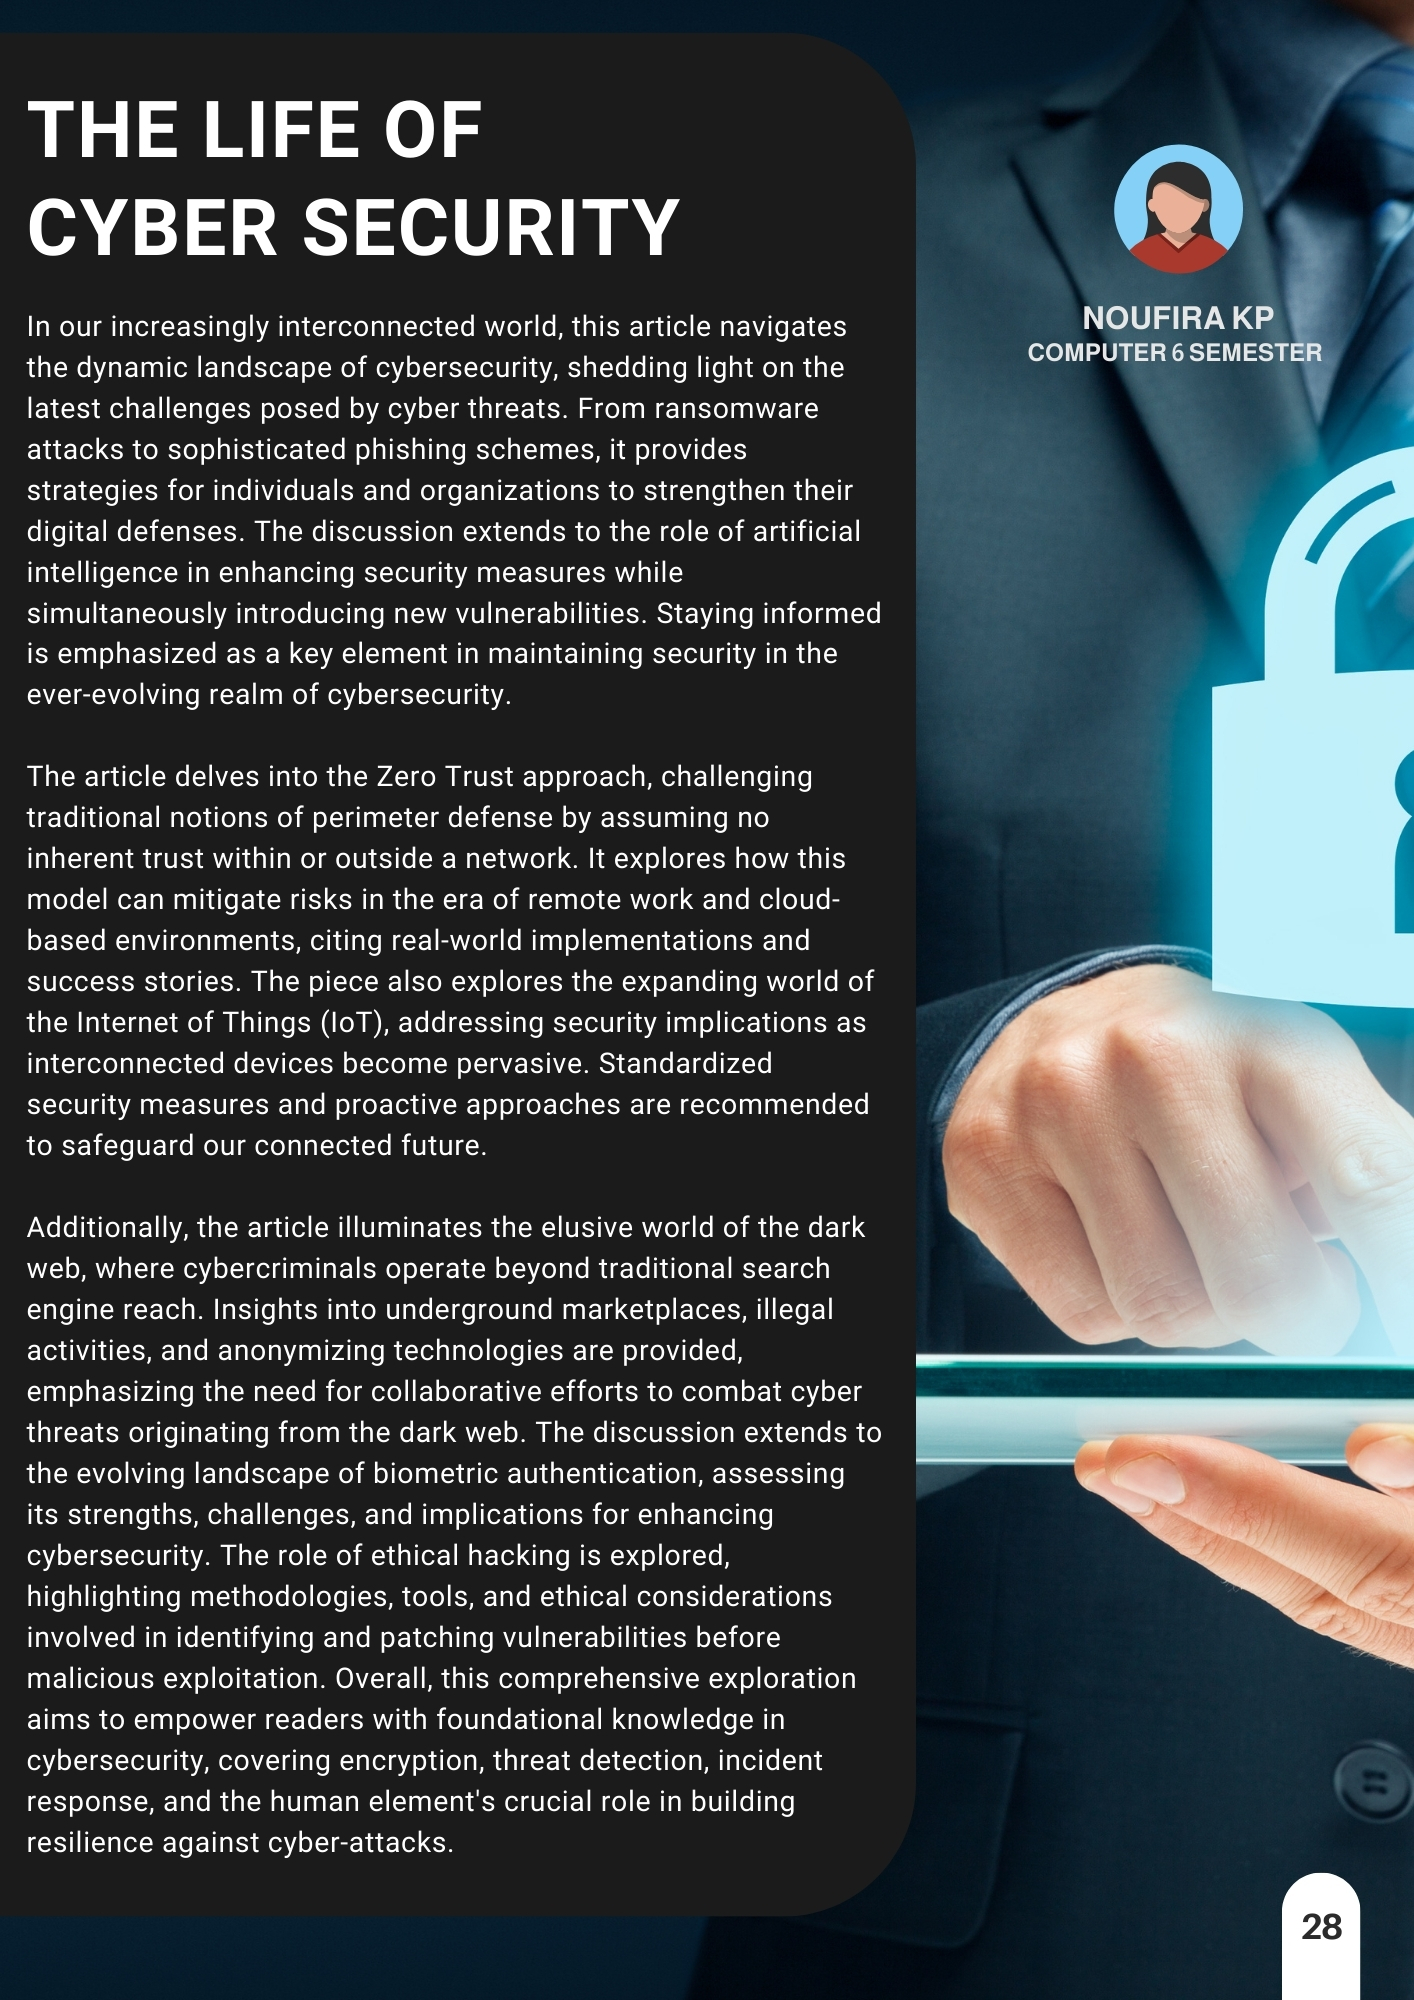 THE LIFE OF
CYBER SECURITY
In our increasingly interconnected world, this article navigates
the dynamic landscape of cybersecurity, shedding light on the
latest challenges posed by cyber threats. From ransomware
attacks to sophisticated phishing schemes, it provides
strategies for individuals and organizations to strengthen their
digital defenses. The discussion extends to the role of artificial
intelligence in enhancing security measures while
simultaneously introducing new vulnerabilities. Staying informed
is emphasized as a key element in maintaining security in the
ever-evolving realm of cybersecurity.
The article delves into the Zero Trust approach, challenging
traditional notions of perimeter defense by assuming no
inherent trust within or outside a network. It explores how this
model can mitigate risks in the era of remote work and cloud-
based environments, citing real-world implementations and
success stories. The piece also explores the expanding world of
the Internet of Things (IoT), addressing security implications as
interconnected devices become pervasive. Standardized
security measures and proactive approaches are recommended
to safeguard our connected future.
Additionally, the article illuminates the elusive world of the dark
web, where cybercriminals operate beyond traditional search
engine reach. Insights into underground marketplaces, illegal
activities, and anonymizing technologies are provided,
emphasizing the need for collaborative efforts to combat cyber
threats originating from the dark web. The discussion extends to
the evolving landscape of biometric authentication, assessing
its strengths, challenges, and implications for enhancing
cybersecurity. The role of ethical hacking is explored,
highlighting methodologies, tools, and ethical considerations
involved in identifying and patching vulnerabilities before
malicious exploitation. Overall, this comprehensive exploration
aims to empower readers with foundational knowledge in
cybersecurity, covering encryption, threat detection, incident
response, and the human element's crucial role in building
resilience against cyber-attacks.
NOUFIRA KP
COMPUTER 6 SEMESTER
28